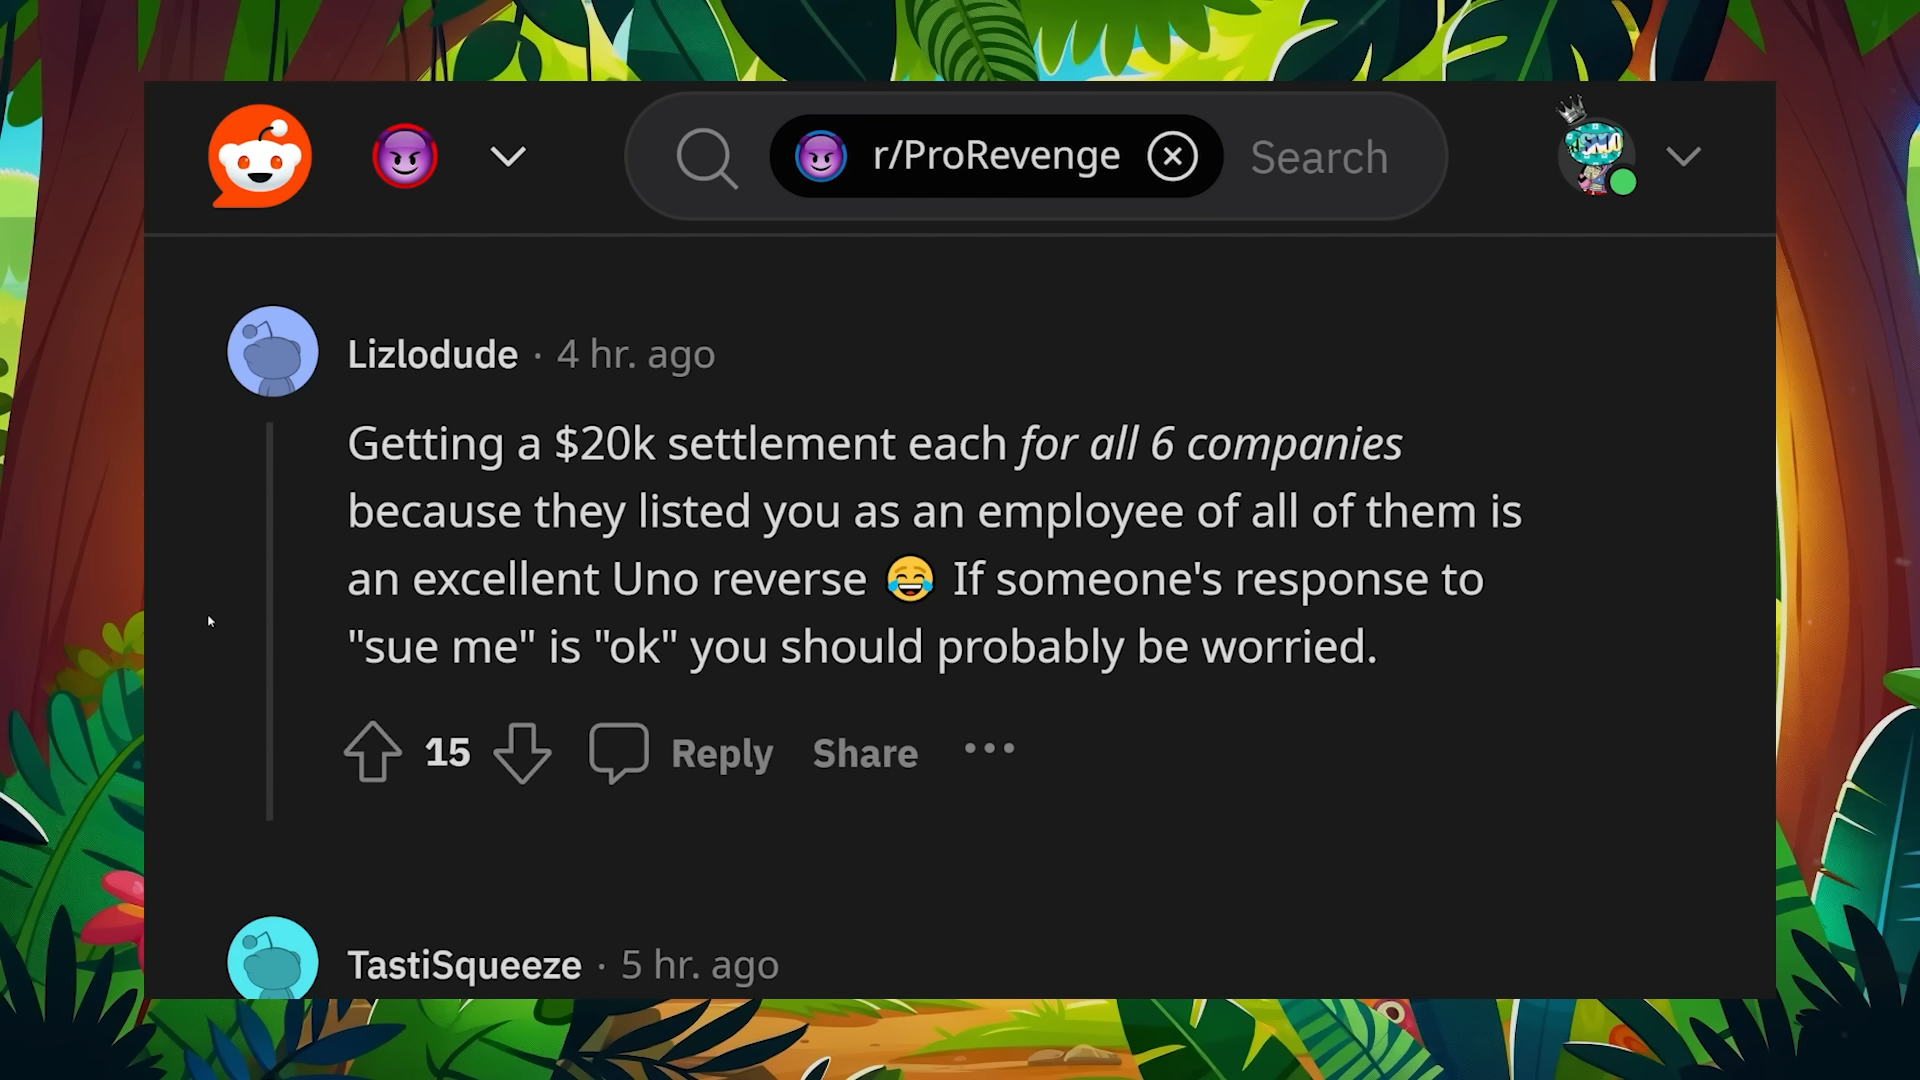 r/ProRevenge Search
Lizlodude · 4 hr. ago
Getting a $20k settlement each for all 6 companies
because they listed you as an employee of all of them is
an excellent Uno reverse 😂 If someone's response to
"sue me" is "ok" you should probably be worried.
15 Reply Share •••
TastiSqueeze · 5 hr. ago